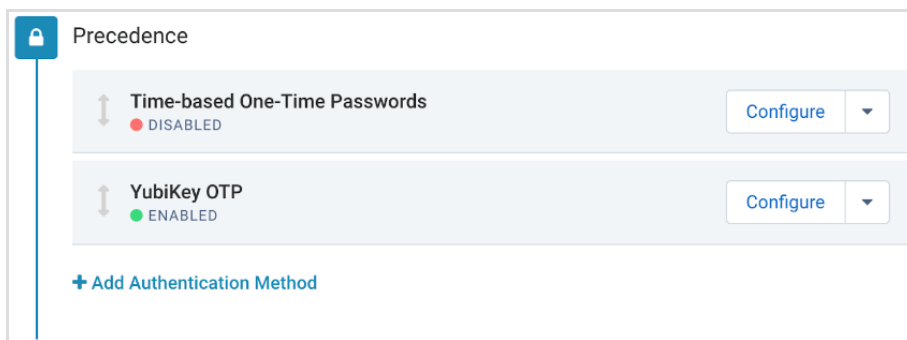 Precedence
Time-based One-Time Passwords
DISABLED
Configure
YubiKey OTP
ENABLED
Configure
+ Add Authentication Method